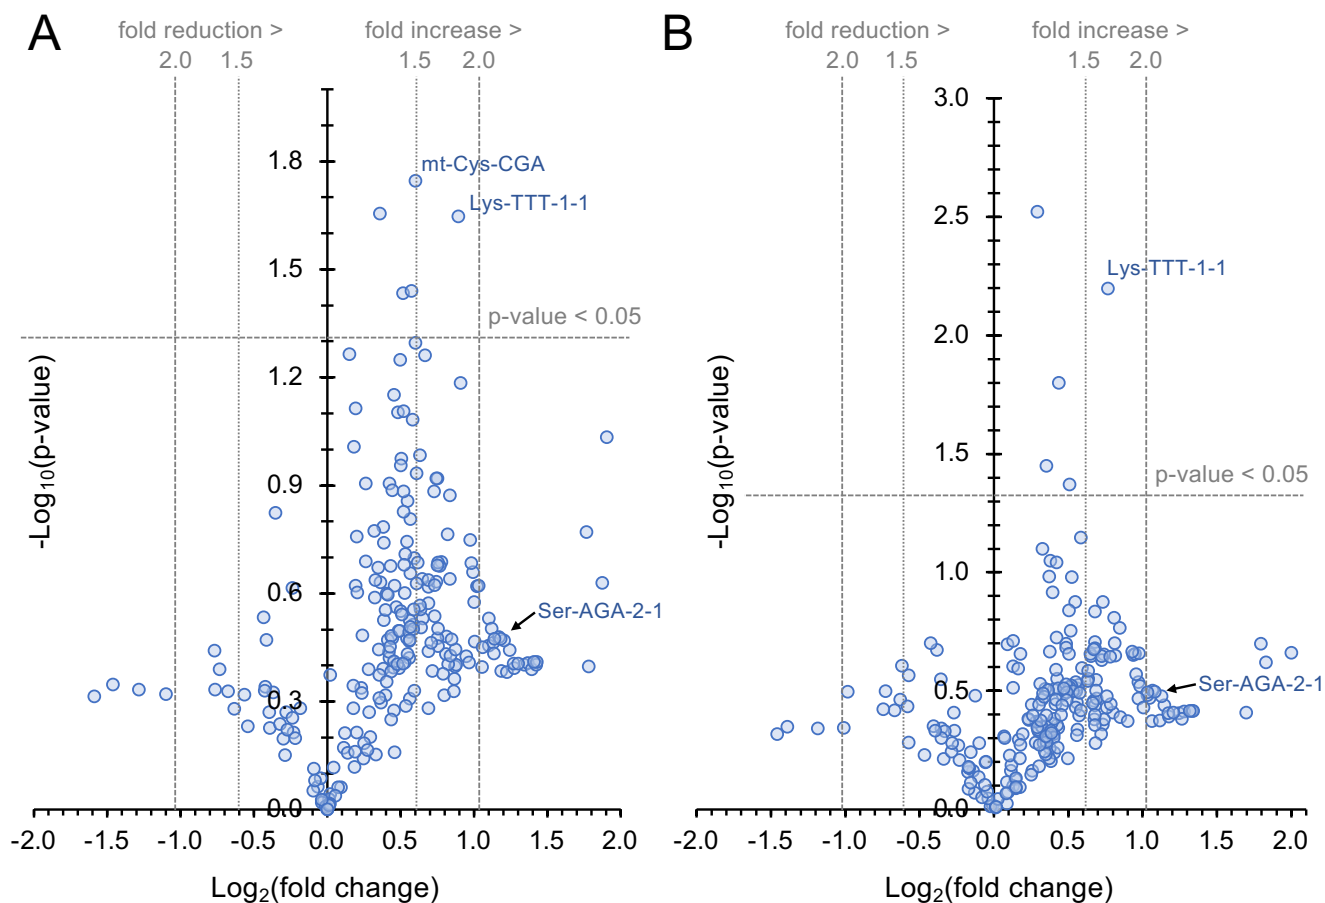 A
fold reduction >
fold increase >
2.0
1.5
1.5
2.0
1.8
1.5
1.2
0.9
0.6
0.3
0.0
mt-Cys-CGA
Lys-TTT-1-1
p-value < 0.05
Ser-AGA-2-1
-Log10(p-value)
-2.0
-1.5
-1.0
-0.5
0.0
0.5
1.0
1.5
2.0
Log2(fold change)
B
fold reduction >
fold increase >
2.0
1.5
1.5
2.0
3.0
2.5
2.0
1.5
1.0
0.5
0.0
Lys-TTT-1-1
p-value < 0.05
Ser-AGA-2-1
-Log10(p-value)
-2.0
-1.5
-1.0
-0.5
0.0
0.5
1.0
1.5
2.0
Log2(fold change)